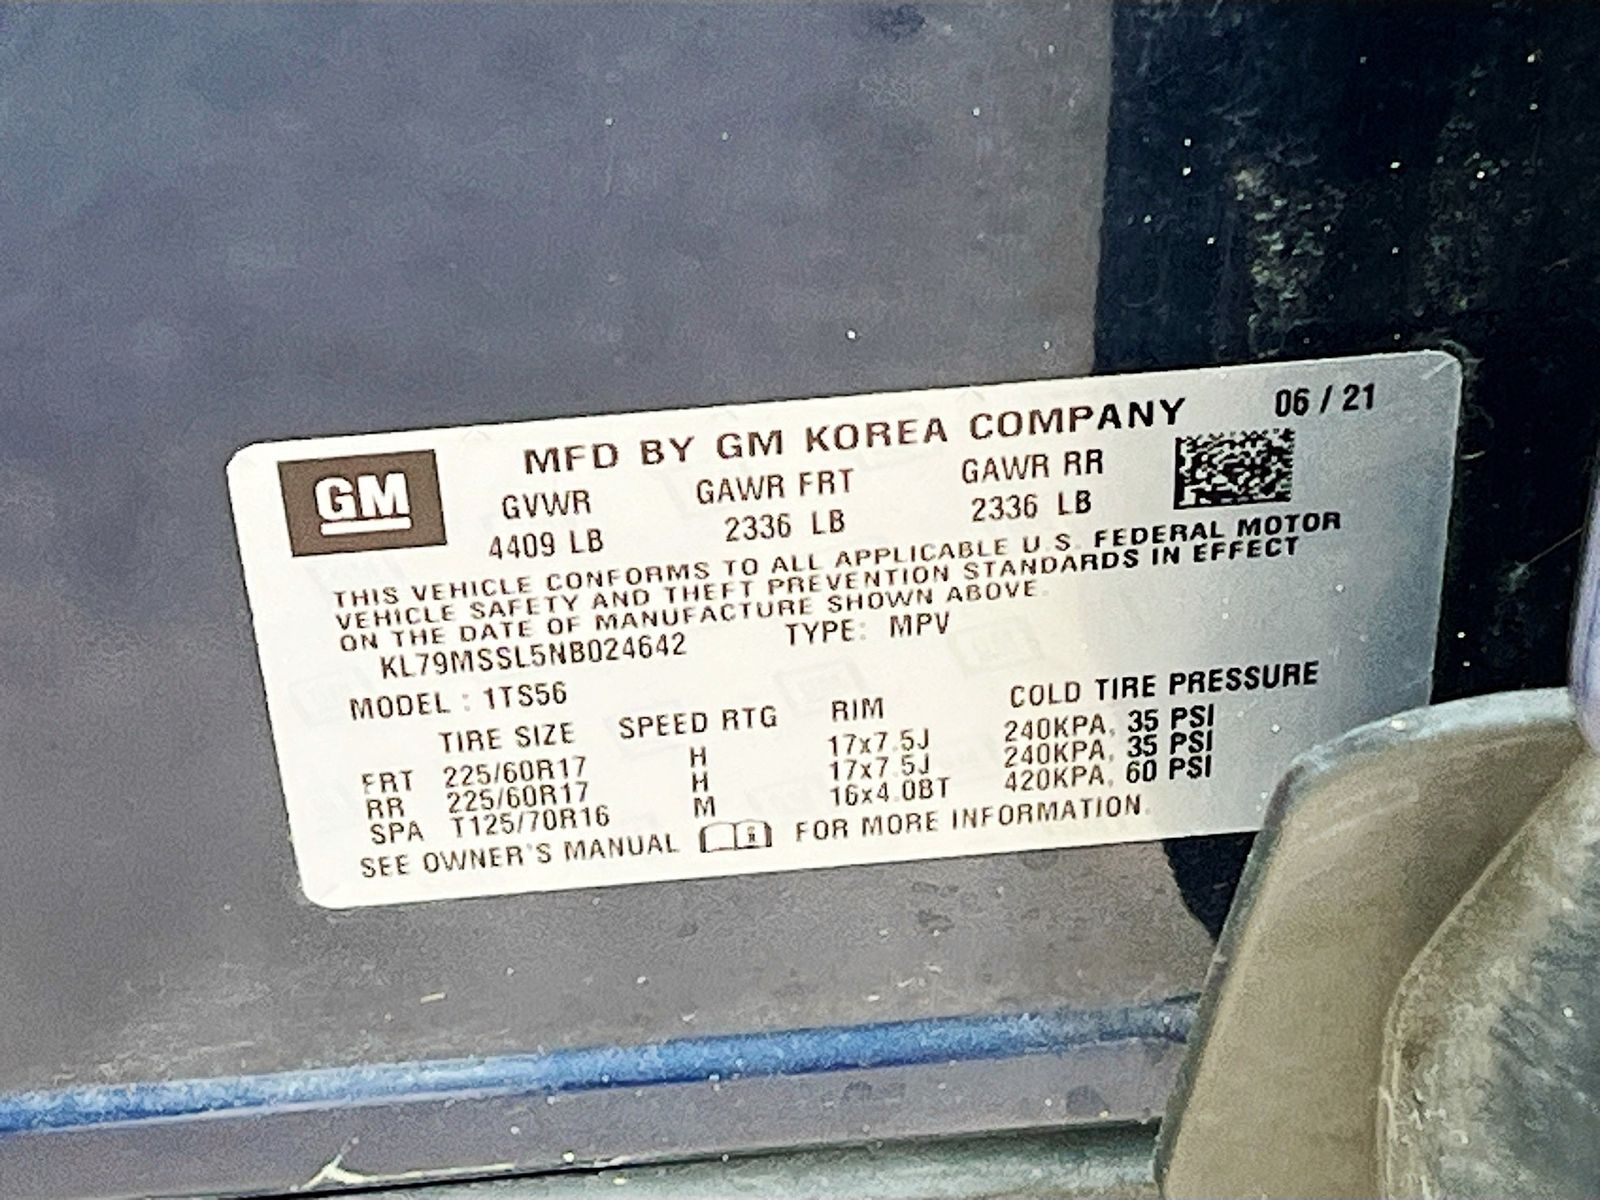 MFD BY GM KOREA COMPANY 06 / 21
GM
GVWR GAWR FRT GAWR RR
4409 LB 2336 LB 2336 LB
THIS VEHICLE CONFORMS TO ALL APPLICABLE U.S. FEDERAL MOTOR
VEHICLE SAFETY AND THEFT PREVENTION STANDARDS IN EFFECT
ON THE DATE OF MANUFACTURE SHOWN ABOVE.
KL79MSSL5NB024642 TYPE: MPV
MODEL : 1TS56
TIRE SIZE SPEED RTG RIM COLD TIRE PRESSURE
FRT 225/60R17 H 17x7.5J 240KPA, 35 PSI
RR 225/60R17 H 17x7.5J 240KPA, 35 PSI
SPA T125/70R16 M 16x4.0BT 420KPA, 60 PSI
SEE OWNER'S MANUAL FOR MORE INFORMATION.